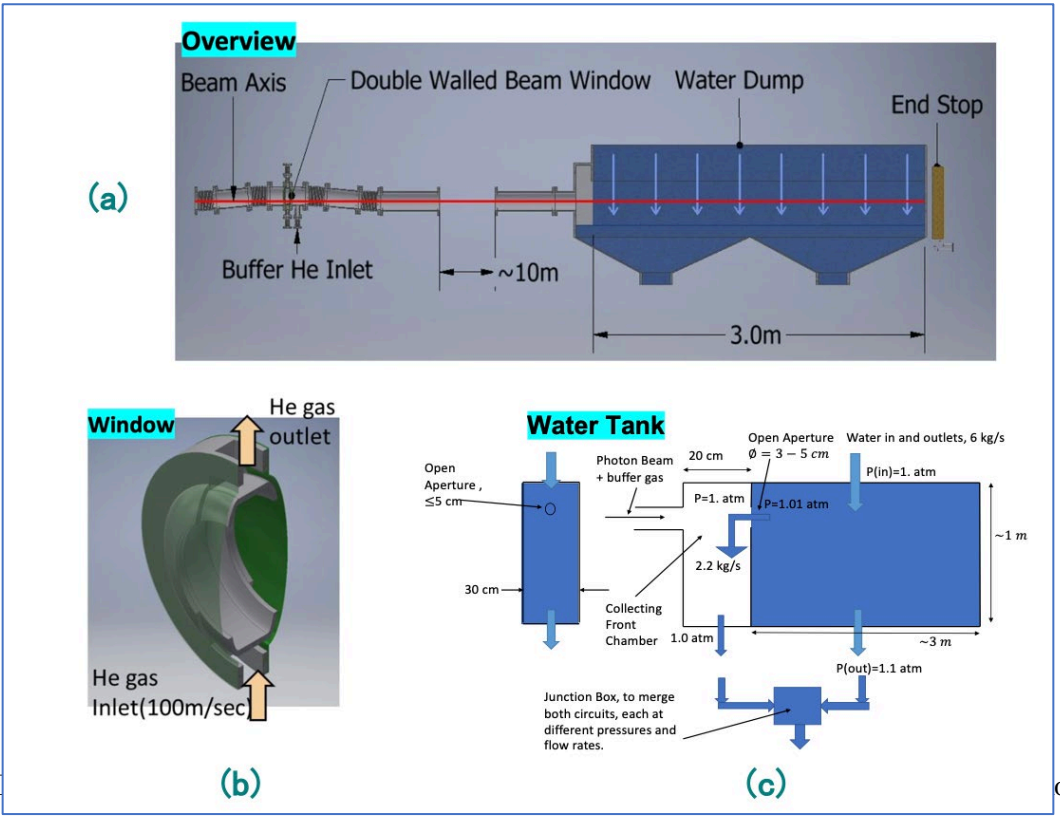 Overview
Beam Axis
Double Walled Beam Window
Water Dump
End Stop
(a)
Buffer He Inlet
~10m
3.0m
Window
He gas
outlet
He gas
Inlet(100m/sec)
(b)
Water Tank
Open
Aperture ,
≤5 cm
Photon Beam
+ buffer gas
20 cm
Open Aperture
Ø = 3 − 5 cm
Water in and outlets, 6 kg/s
P(in)=1. atm
P=1. atm
P=1.01 atm
~1 m
2.2 kg/s
30 cm
Collecting
Front
Chamber
1.0 atm
~3 m
P(out)=1.1 atm
Junction Box, to merge
both circuits, each at
different pressures and
flow rates.
(c)